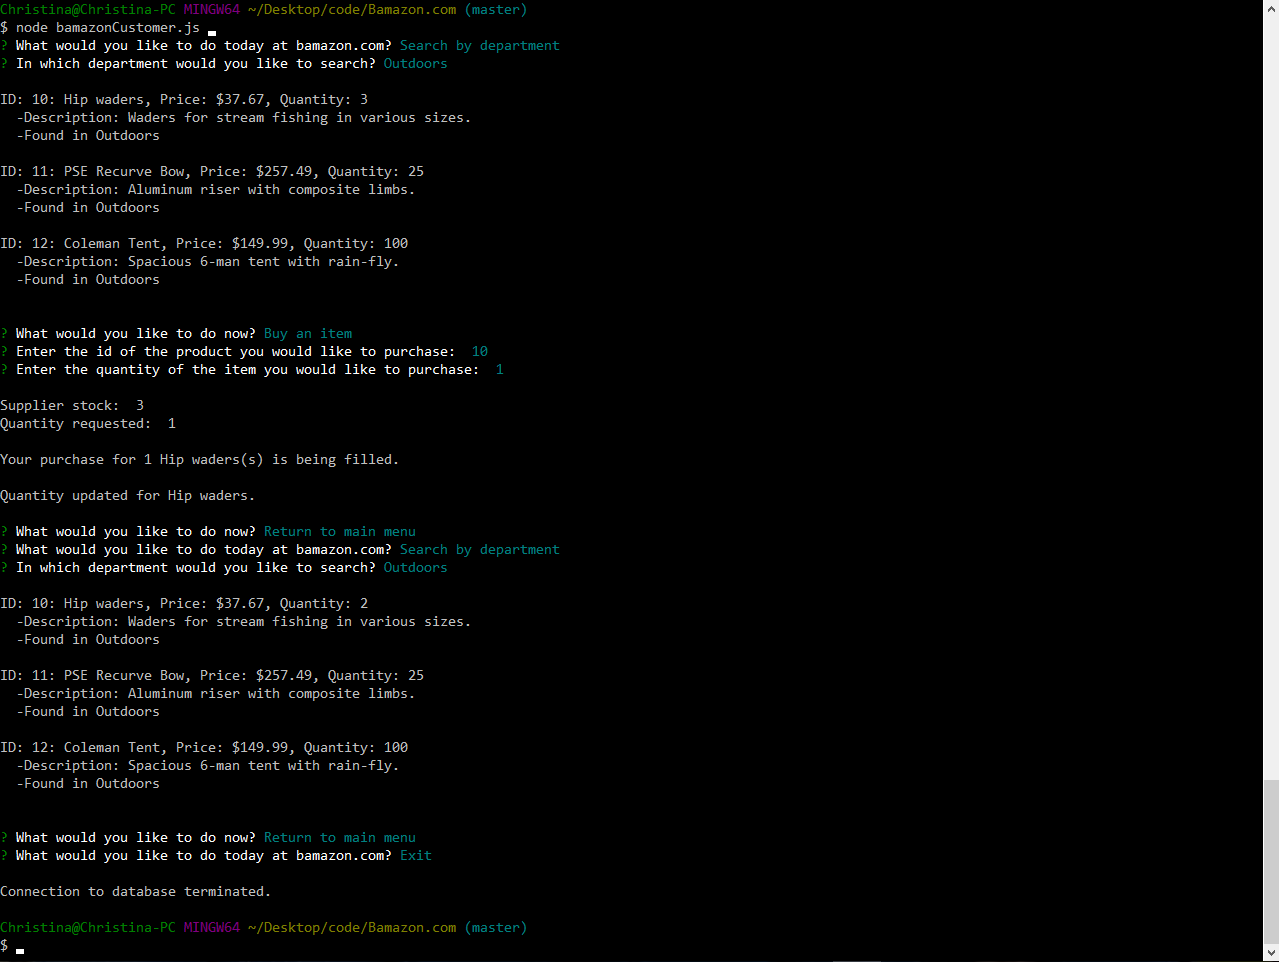 Christina@Christina-PC MINGW64 ~/Desktop/code/Bamazon.com (master)
$ node bamazonCustomer.js
? What would you like to do today at bamazon.com? Search by department
? In which department would you like to search? Outdoors
ID: 10: Hip waders, Price: $37.67, Quantity: 3
-Description: Waders for stream fishing in various sizes.
-Found in Outdoors
ID: 11: PSE Recurve Bow, Price: $257.49, Quantity: 25
-Description: Aluminum riser with composite limbs.
-Found in Outdoors
ID: 12: Coleman Tent, Price: $149.99, Quantity: 100
-Description: Spacious 6-man tent with rain-fly.
-Found in Outdoors
? What would you like to do now? Buy an item
? Enter the id of the product you would like to purchase:  10
? Enter the quantity of the item you would like to purchase:  1
Supplier stock:  3
Quantity requested:  1
Your purchase for 1 Hip waders(s) is being filled.
Quantity updated for Hip waders.
? What would you like to do now? Return to main menu
? What would you like to do today at bamazon.com? Search by department
? In which department would you like to search? Outdoors
ID: 10: Hip waders, Price: $37.67, Quantity: 2
-Description: Waders for stream fishing in various sizes.
-Found in Outdoors
ID: 11: PSE Recurve Bow, Price: $257.49, Quantity: 25
-Description: Aluminum riser with composite limbs.
-Found in Outdoors
ID: 12: Coleman Tent, Price: $149.99, Quantity: 100
-Description: Spacious 6-man tent with rain-fly.
-Found in Outdoors
? What would you like to do now? Return to main menu
? What would you like to do today at bamazon.com? Exit
Connection to database terminated.
Christina@Christina-PC MINGW64 ~/Desktop/code/Bamazon.com (master)
$